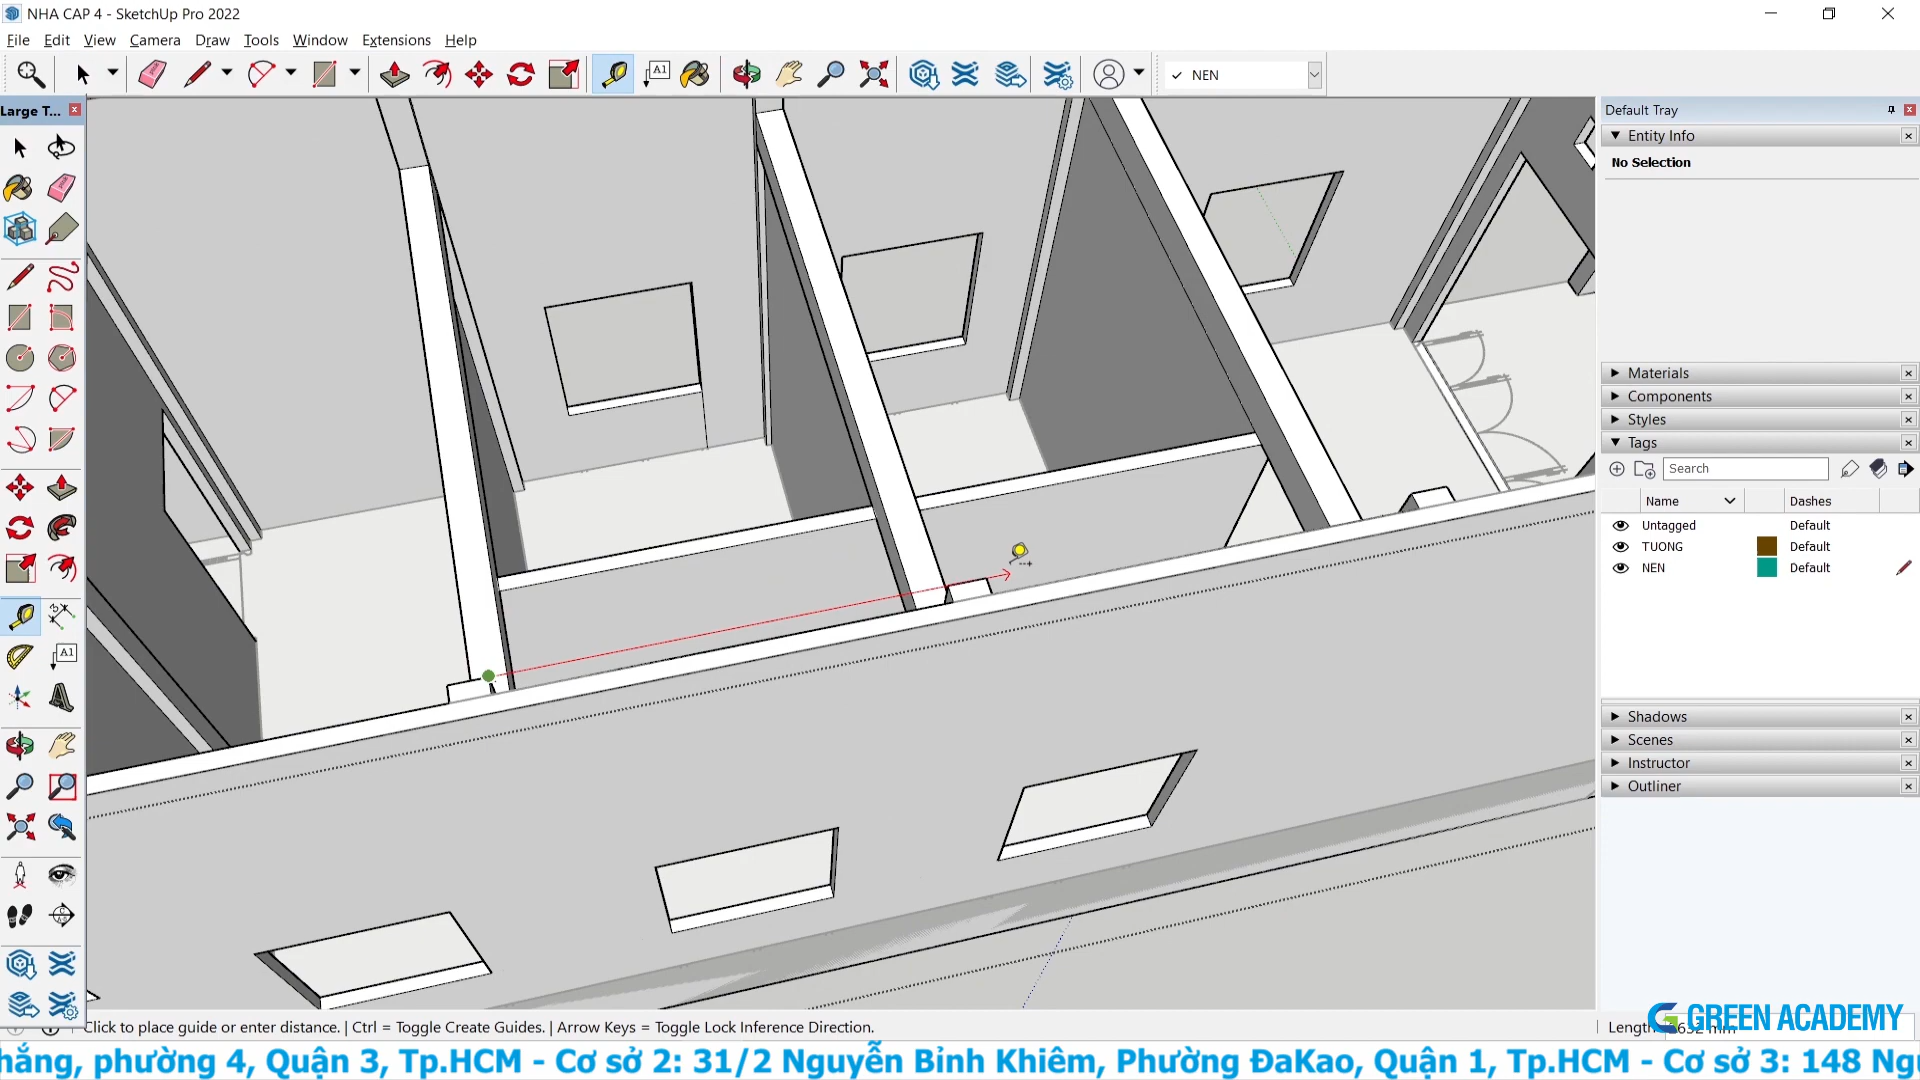 NHA CAP 4 - SketchUp Pro 2022
File Edit View Camera Draw Tools Window Extensions Help
A1
NEN
Large T...
Default Tray
Entity Info
No Selection
A1
Materials
Components
Styles
Tags
Search
Name Dashes
Untagged Default
TUONG Default
NEN Default
Shadows
Scenes
Instructor
Outliner
Click to place guide or enter distance. | Ctrl = Toggle Create Guides. | Arrow Keys = Toggle Lock Inference Direction.
Length
GREEN ACADEMY
hắng, phường 4, Quận 3, Tp.HCM - Cơ sở 2: 31/2 Nguyễn Bỉnh Khiêm, Phường ĐaKao, Quận 1, Tp.HCM - Cơ sở 3: 148